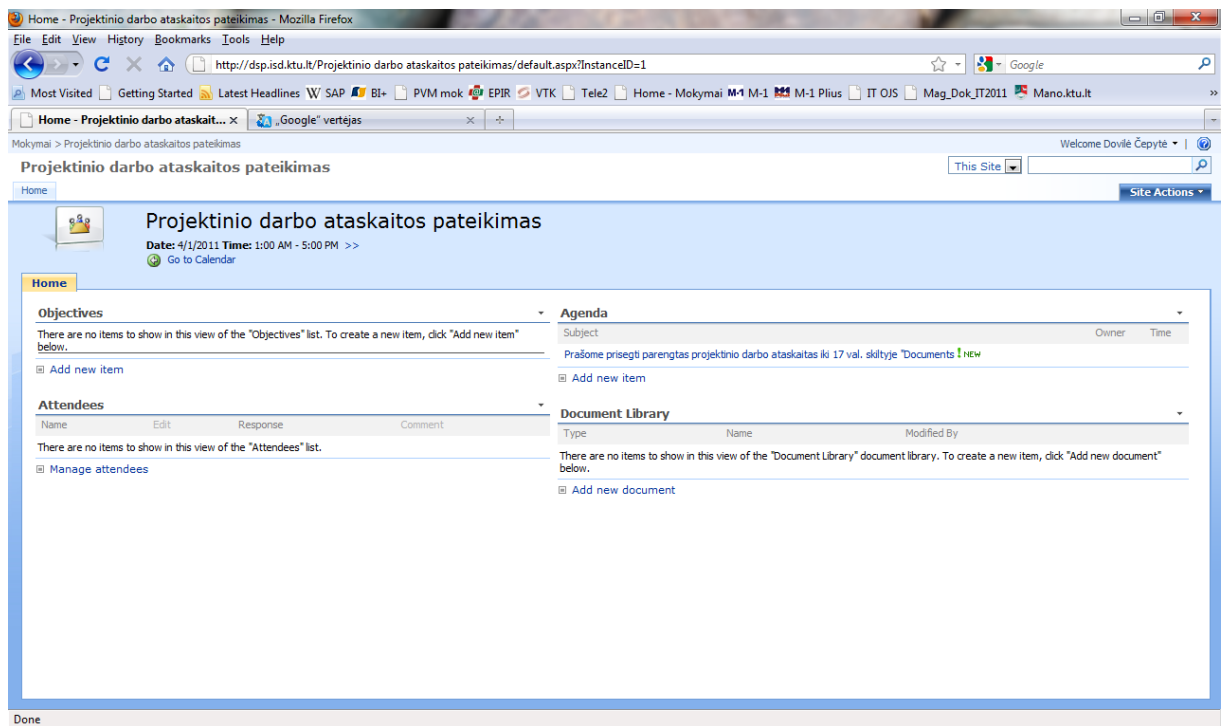 Home - Projektinio darbo ataskaitos pateikimas - Mozilla Firefox
File Edit View History Bookmarks Tools Help
http://dsp.isd.ktu.lt/Projektinio darbo ataskaitos pateikimas/default.aspx?InstanceID=1
Google
Most Visited Getting Started Latest Headlines W SAP BI+ PVM mok EPIR VTK Tele2 Home - Mokymai M-1 M-1 M-1 Plius IT OJS Mag_Dok_IT2011 Mano.ktu.lt »
Home - Projektinio darbo ataskait... „Google“ vertėjas
Mokymai > Projektinio darbo ataskaitos pateikimas
Welcome Dovilė Čepytė
Projektinio darbo ataskaitos pateikimas
This Site
Home
Site Actions
Projektinio darbo ataskaitos pateikimas
Date: 4/1/2011 Time: 1:00 AM - 5:00 PM >>
Go to Calendar
Home
Objectives
There are no items to show in this view of the "Objectives" list. To create a new item, click "Add new item"
below.
Add new item
Attendees
Name Edit Response Comment
There are no items to show in this view of the "Attendees" list.
Manage attendees
Agenda
Subject Owner Time
Prašome prisegti parengtas projektinio darbo ataskaitas iki 17 val. skiltyje "Documents ! NEW
Add new item
Document Library
Type Name Modified By
There are no items to show in this view of the "Document Library" document library. To create a new item, click "Add new document"
below.
Add new document
Done